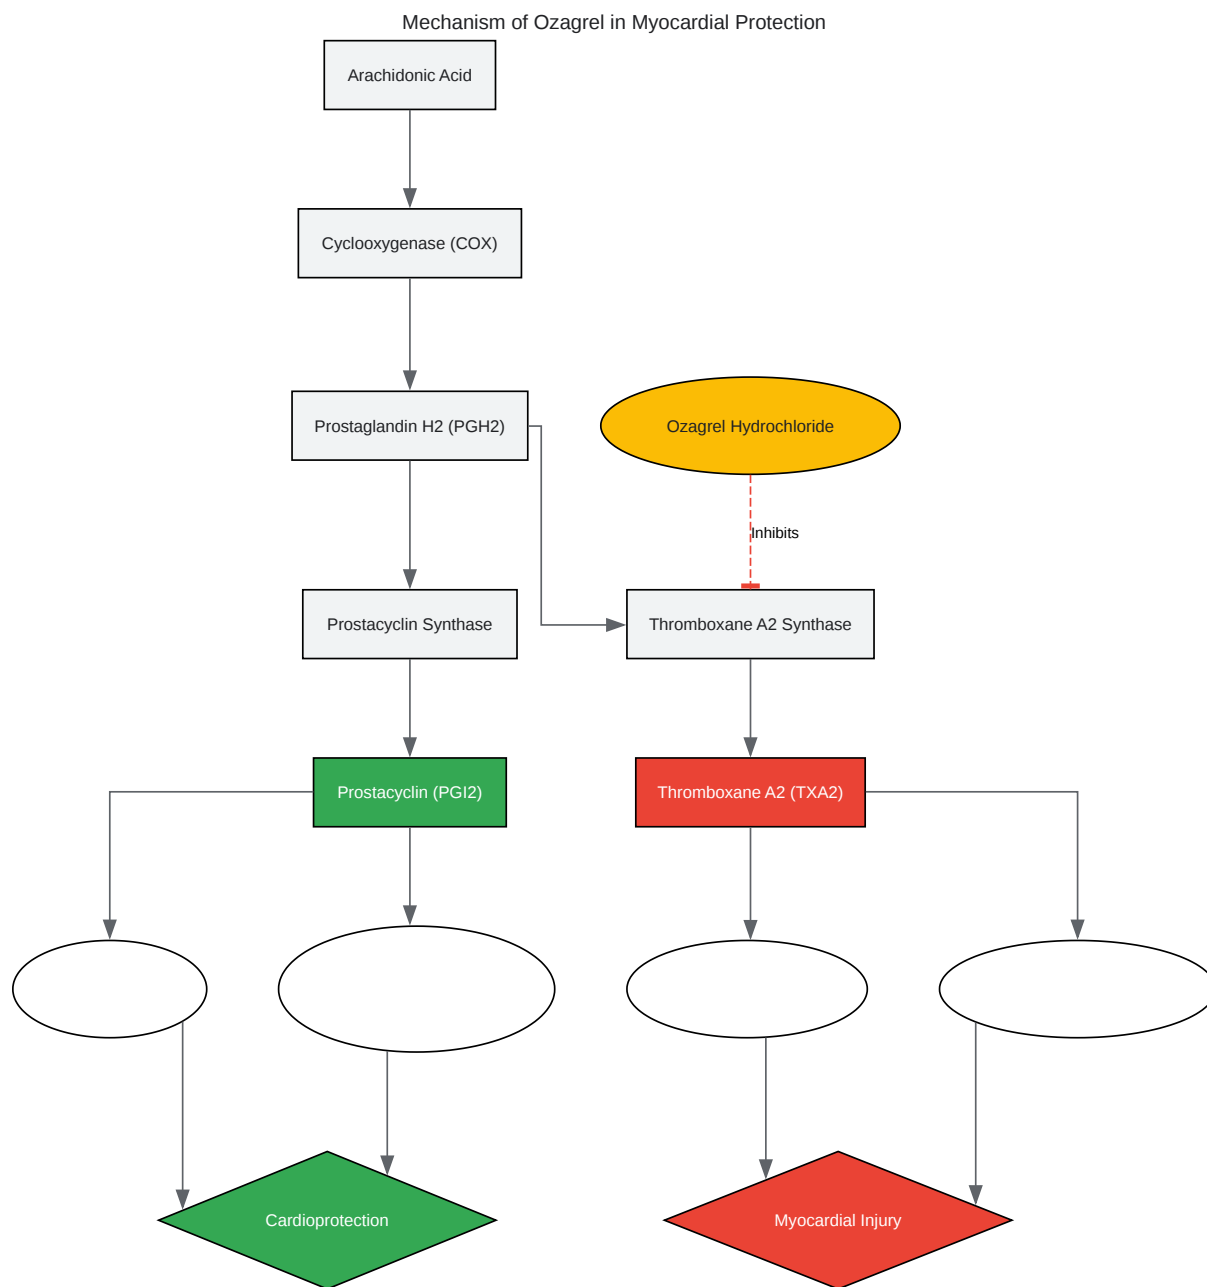 Mechanism of Ozagrel in Myocardial Protection
Arachidonic Acid
Cyclooxygenase (COX)
Prostaglandin H2 (PGH2)
Ozagrel Hydrochloride
Inhibits
Prostacyclin Synthase
Thromboxane A2 Synthase
Prostacyclin (PGI2)
Thromboxane A2 (TXA2)
Cardioprotection
Myocardial Injury